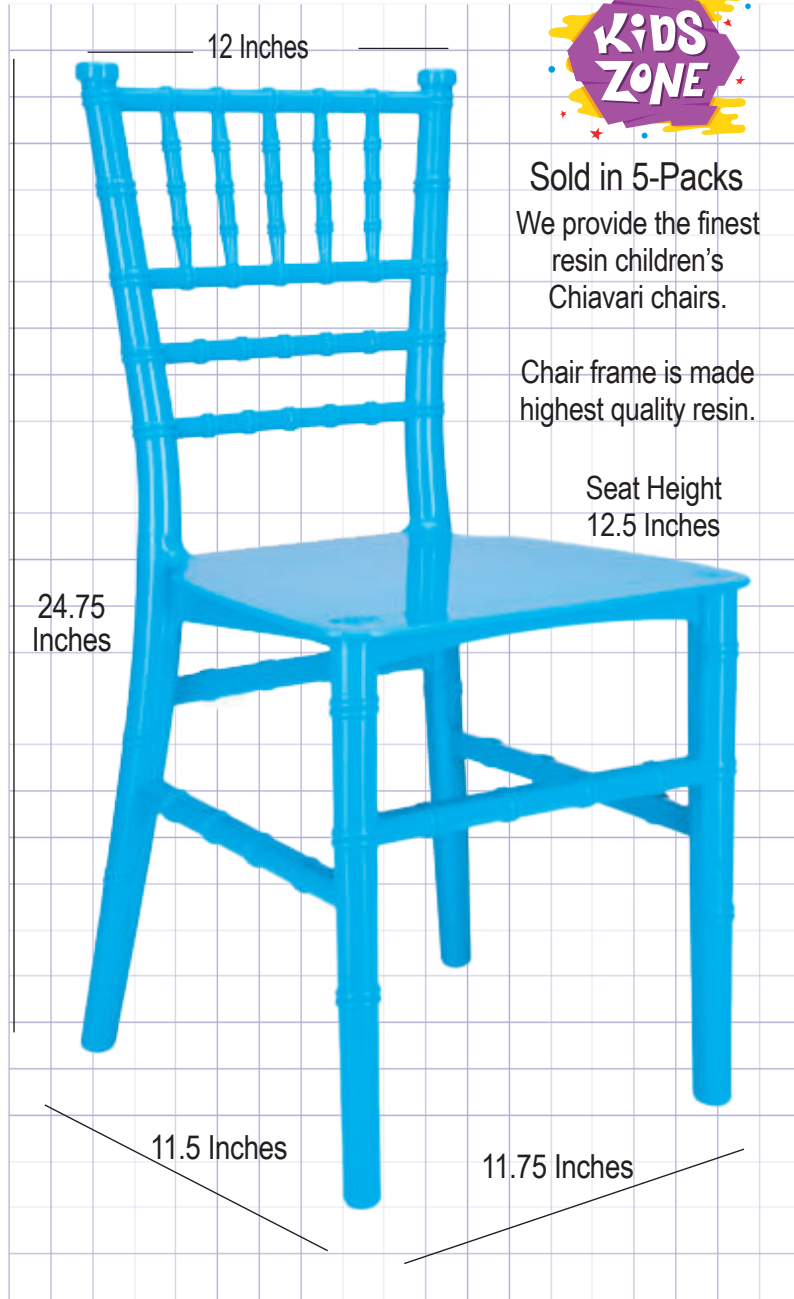 12 Inches
KiDS
ZONE
Sold in 5-Packs
We provide the finest
resin children’s
Chiavari chairs.
Chair frame is made
highest quality resin.
Seat Height
12.5 Inches
24.75
Inches
11.5 Inches
11.75 Inches